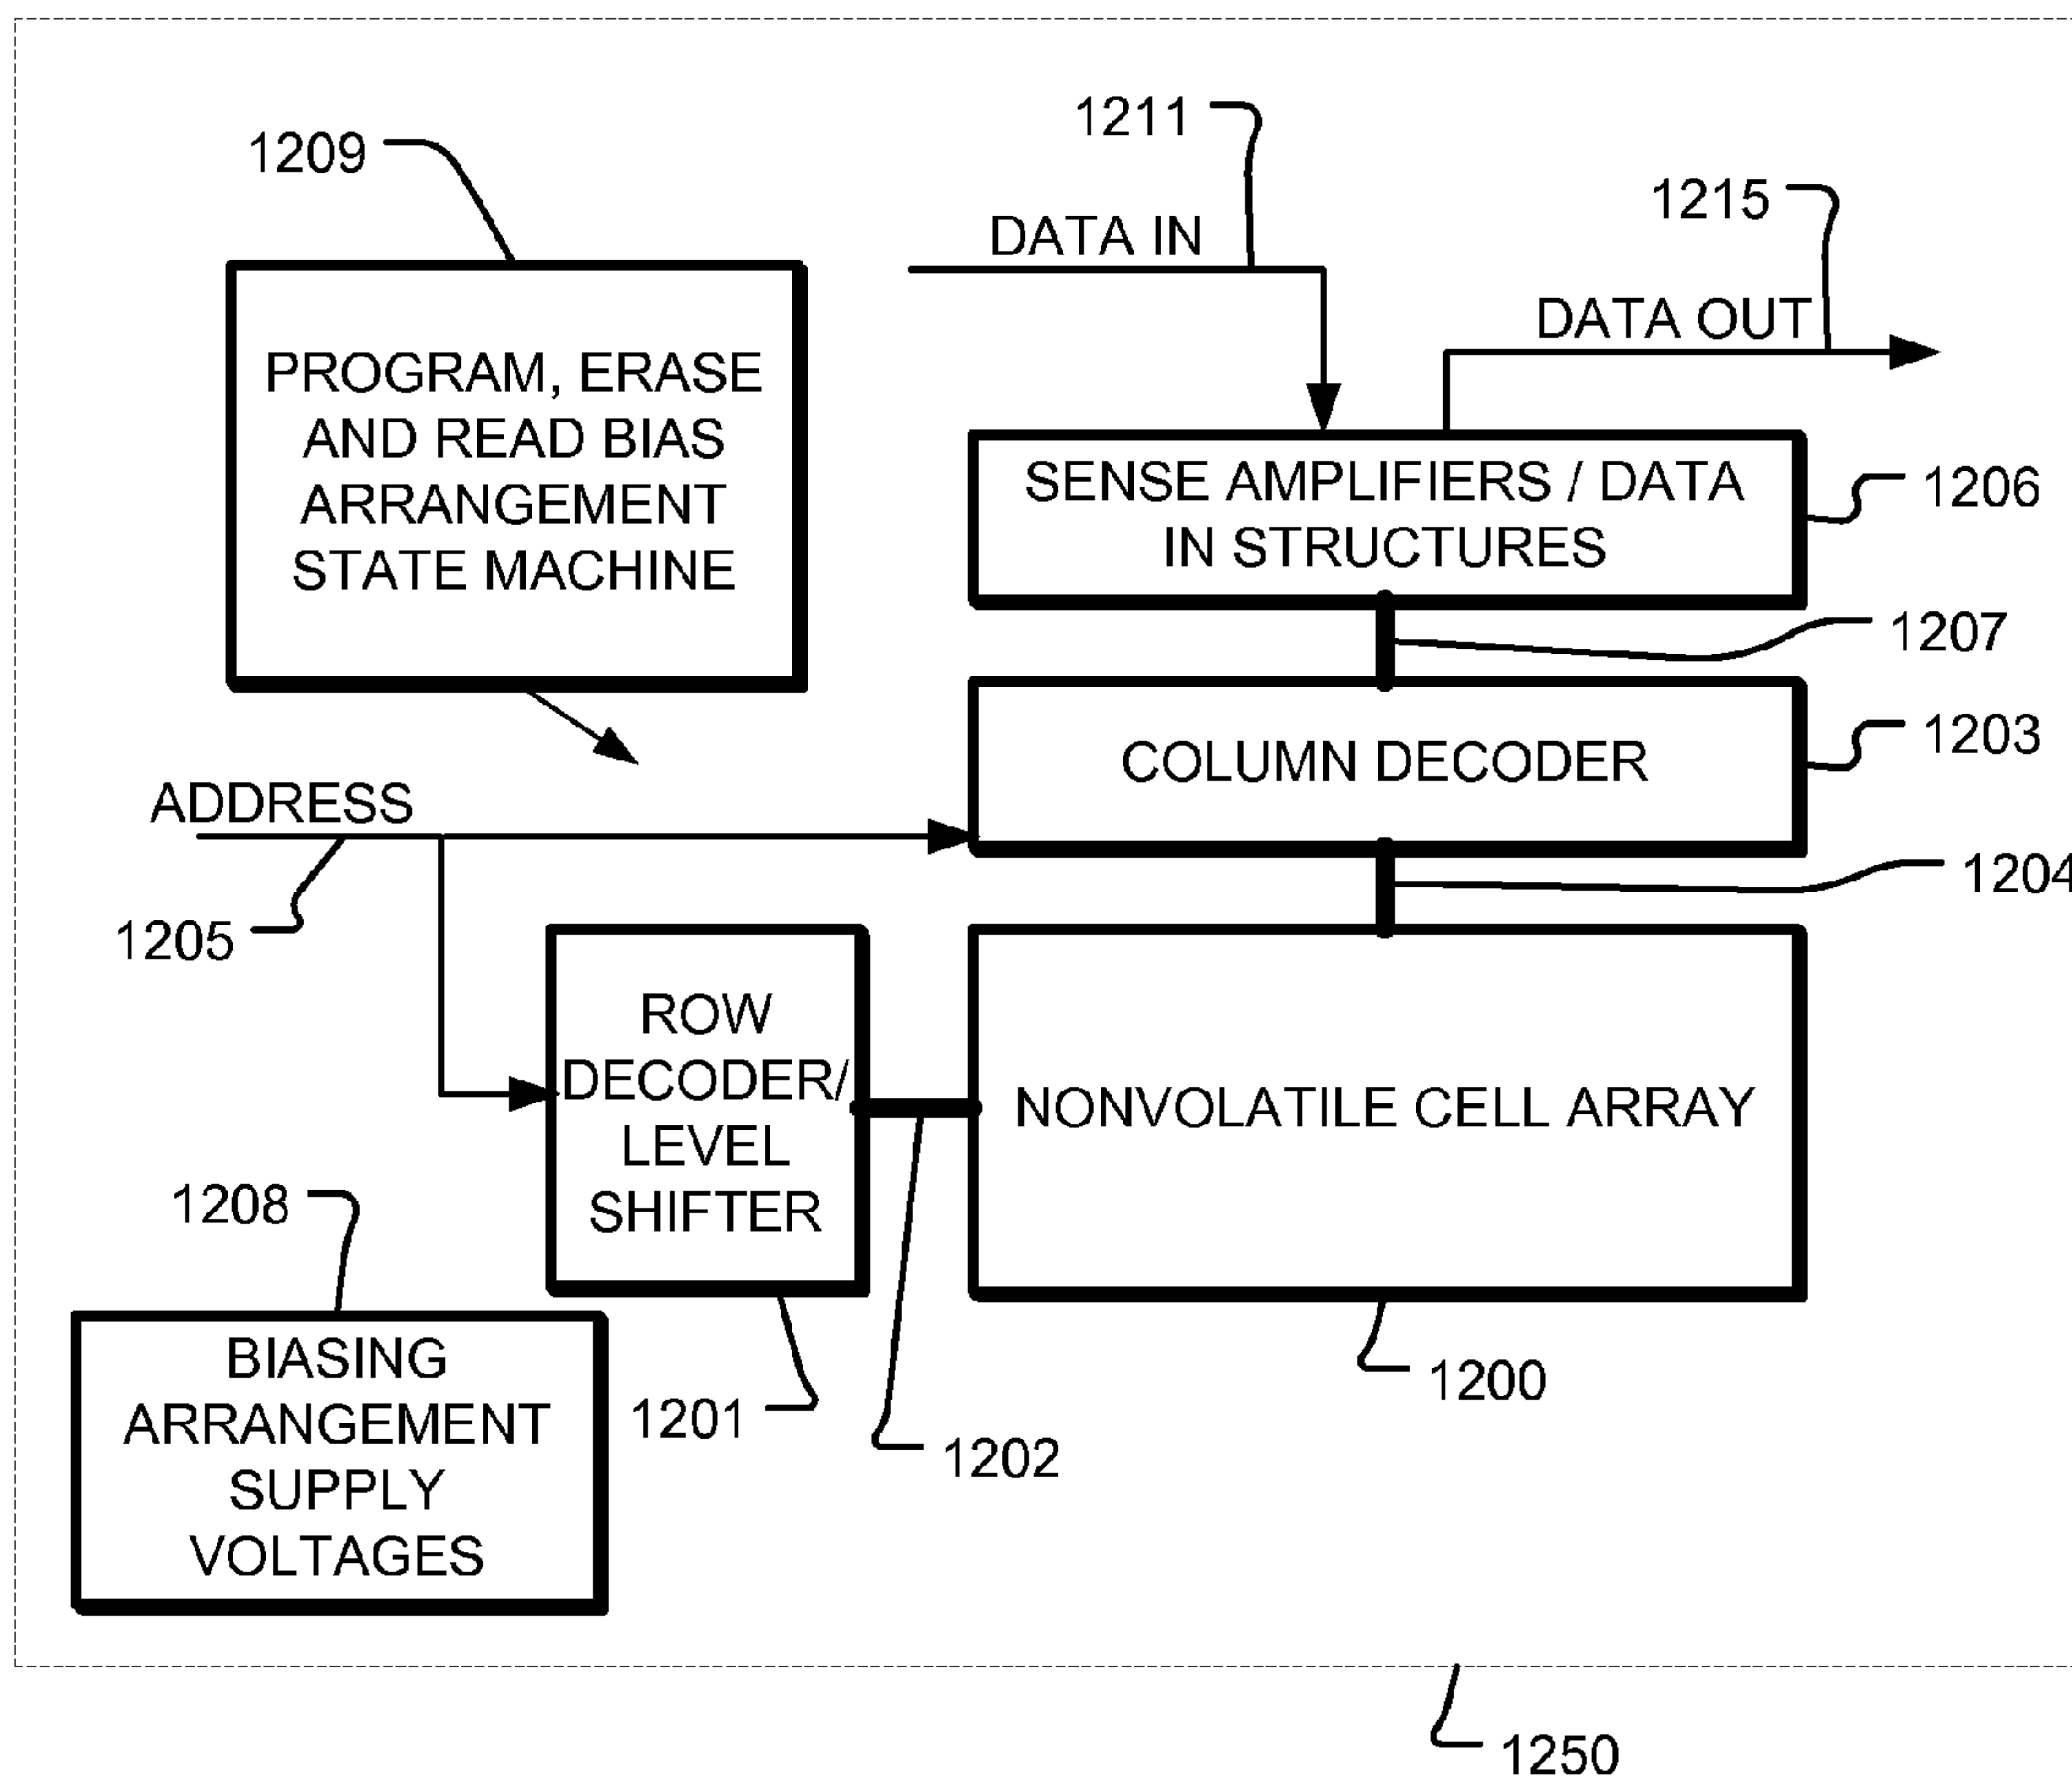 1211
1209
1215
DATA IN
DATA OUT
PROGRAM, ERASE
AND READ BIAS
ARRANGEMENT
STATE MACHINE
SENSE AMPLIFIERS / DATA
IN STRUCTURES
1206
1207
COLUMN DECODER
1203
ADDRESS
1204
1205
ROW
DECODER/
LEVEL
SHIFTER
NONVOLATILE CELL ARRAY
1208
BIASING
ARRANGEMENT
SUPPLY
VOLTAGES
1201
1202
1200
1250